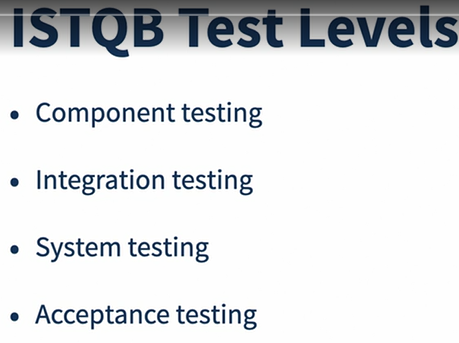 ISTQB Test Levels
• Component testing
• Integration testing
• System testing
• Acceptance testing